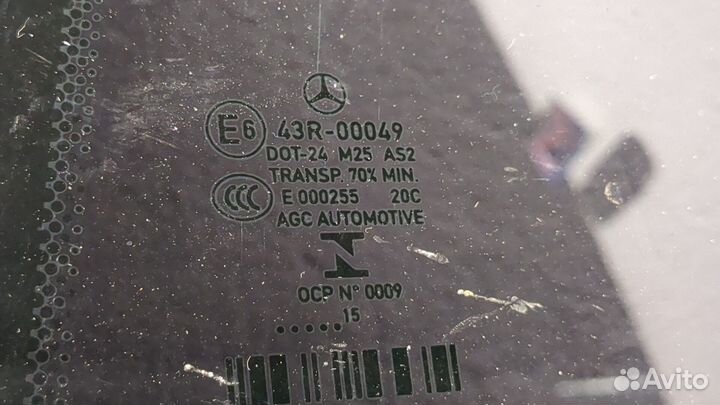 E6 43R-00049
DOT-24 M25 AS2
TRANSP. 70% MIN.
CCC E 000255 20C
AGC AUTOMOTIVE
OCP Nº 0009
.....15
Avito